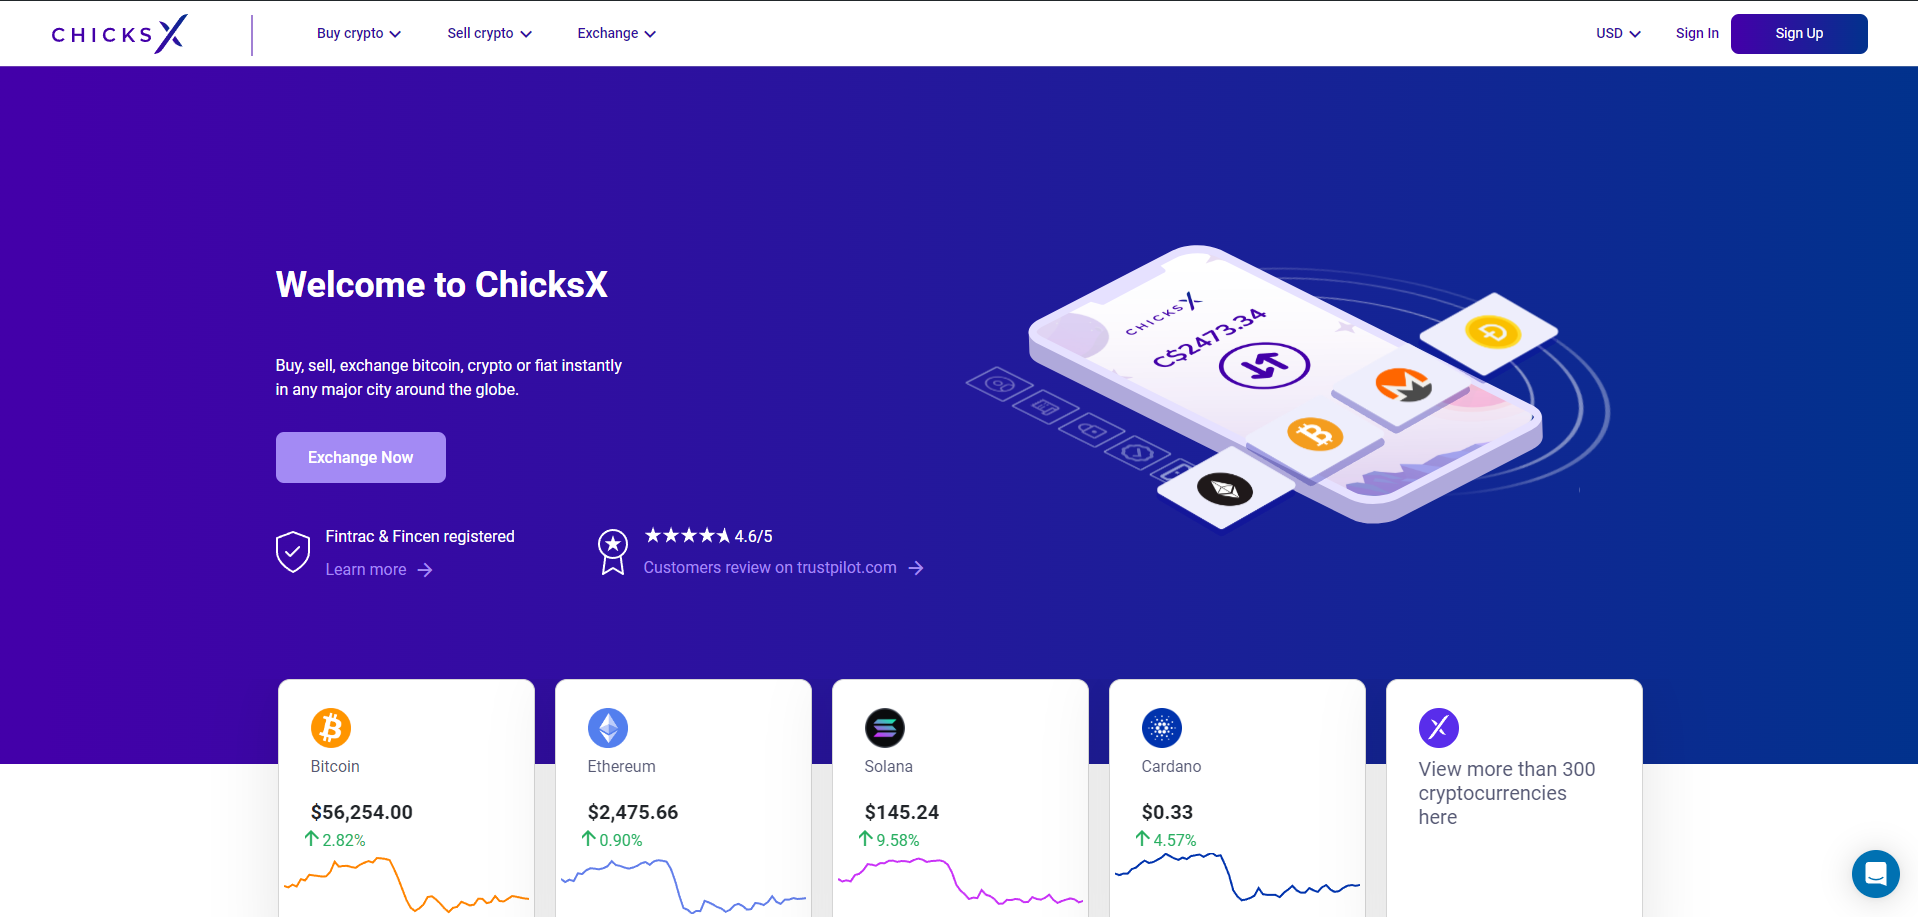 CHICKSX
Buy crypto
Sell crypto
Exchange
USD
Sign In
Sign Up
Welcome to ChicksX
Buy, sell, exchange bitcoin, crypto or fiat instantly
in any major city around the globe.
Exchange Now
Fintrac & Fincen registered
Learn more
4.6/5
Customers review on trustpilot.com
CHICKSX
C$2473.34
Bitcoin
$56,254.00
2.82%
Ethereum
$2,475.66
0.90%
Solana
$145.24
9.58%
Cardano
$0.33
4.57%
View more than 300
cryptocurrencies
here